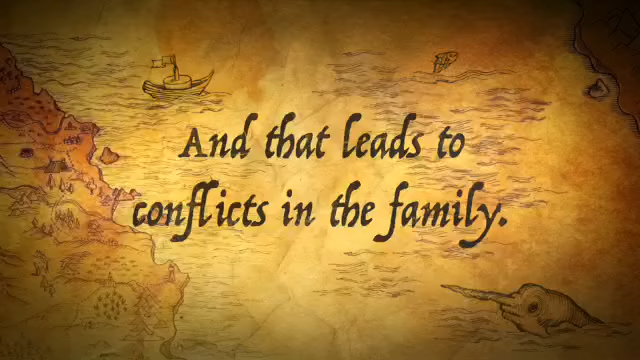 And that leads to
conflicts in the family.